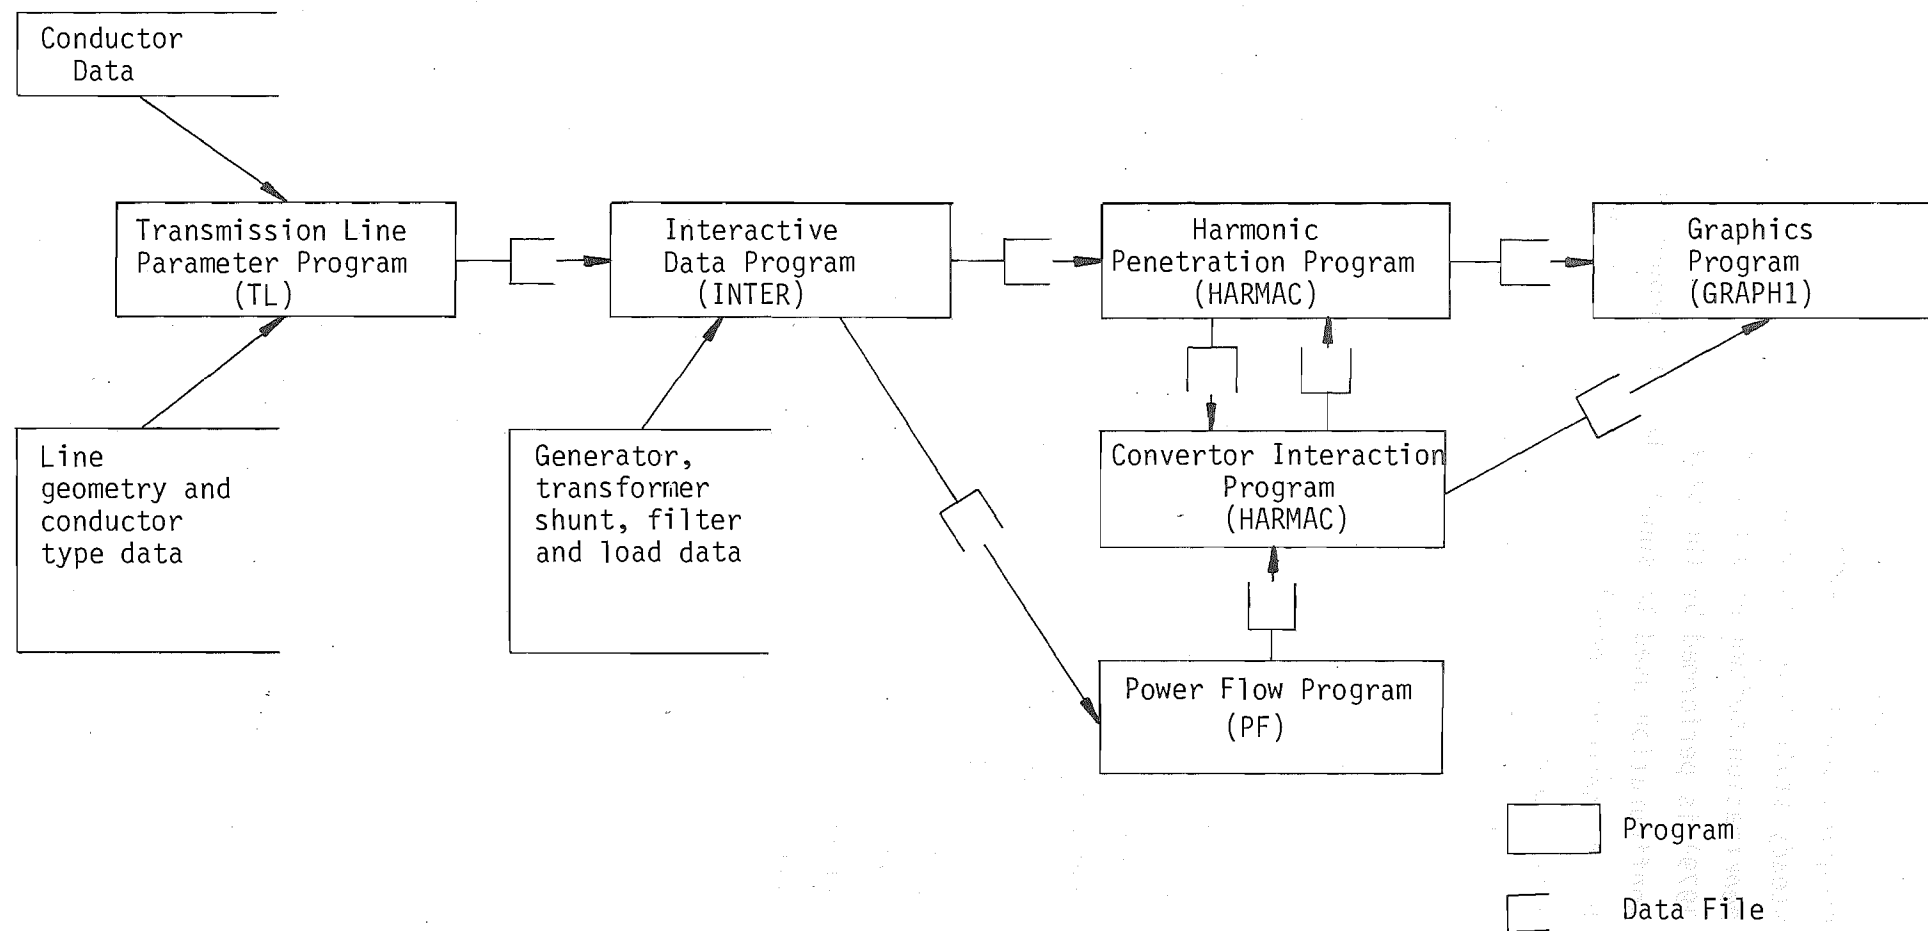 Conductor
Data
Transmission Line
Parameter Program
(TL)
Interactive
Data Program
(INTER)
Harmonic
Penetration Program
(HARMAC)
Graphics
Program
(GRAPH1)
Line
geometry and
conductor
type data
Generator,
transformer
shunt, filter
and load data
Convertor Interaction
Program
(HARMAC)
Power Flow Program
(PF)
Program
Data File